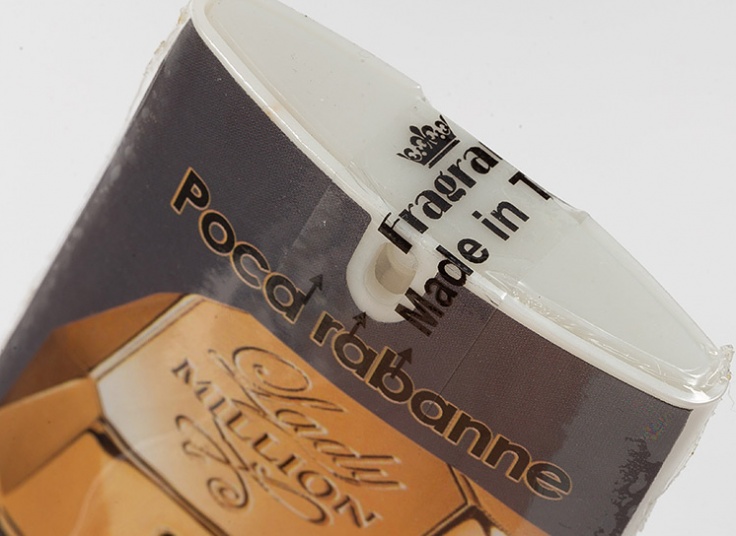 Fragra
Made in T
Poca rabanne
Lady
MILLION